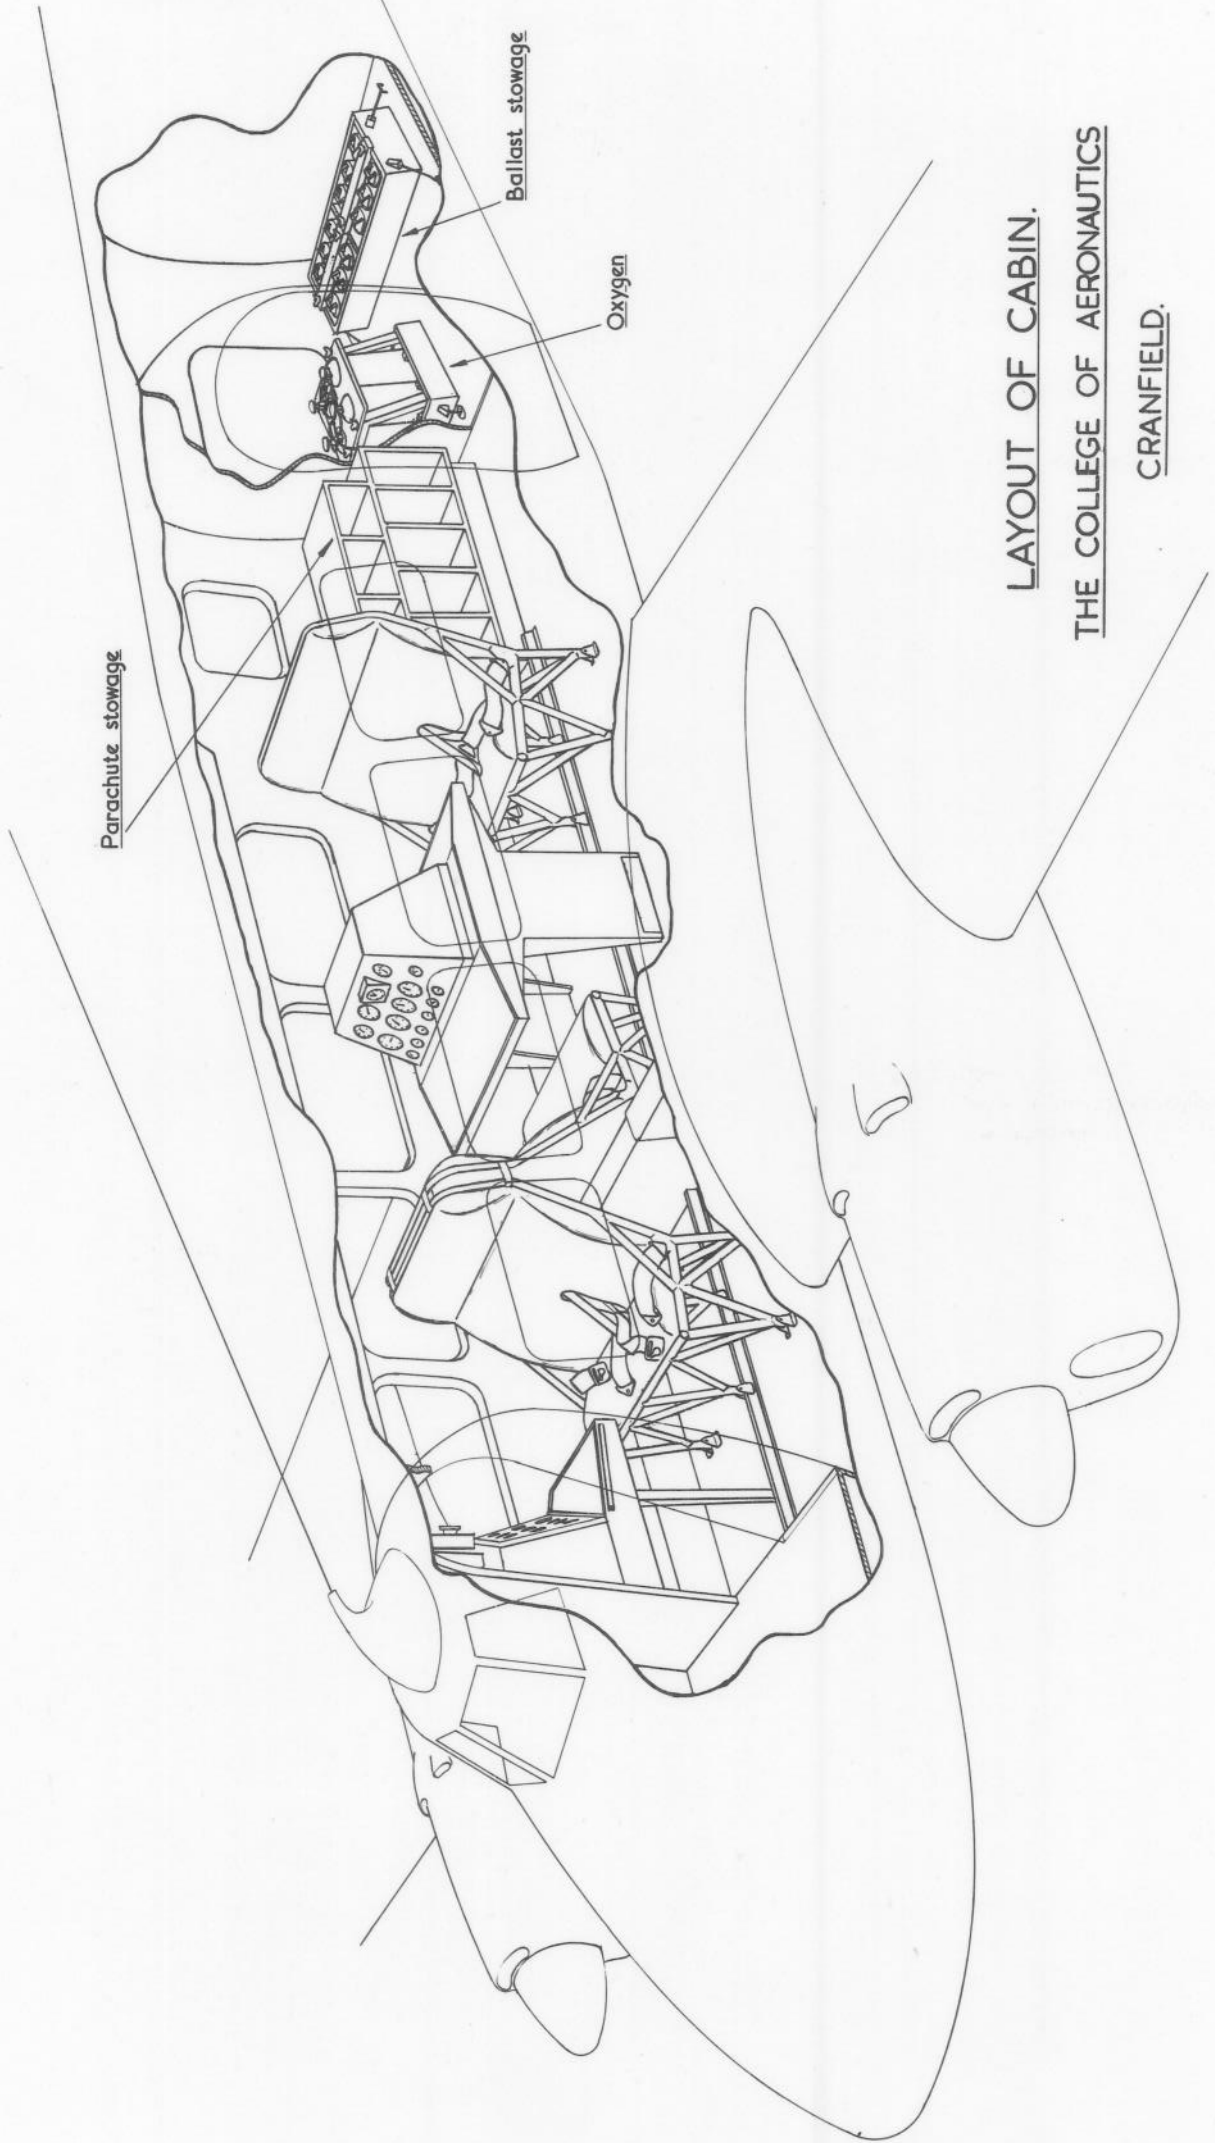 Parachute stowage
Oxygen
Ballast stowage
LAYOUT OF CABIN.
THE COLLEGE OF AERONAUTICS
CRANFIELD.